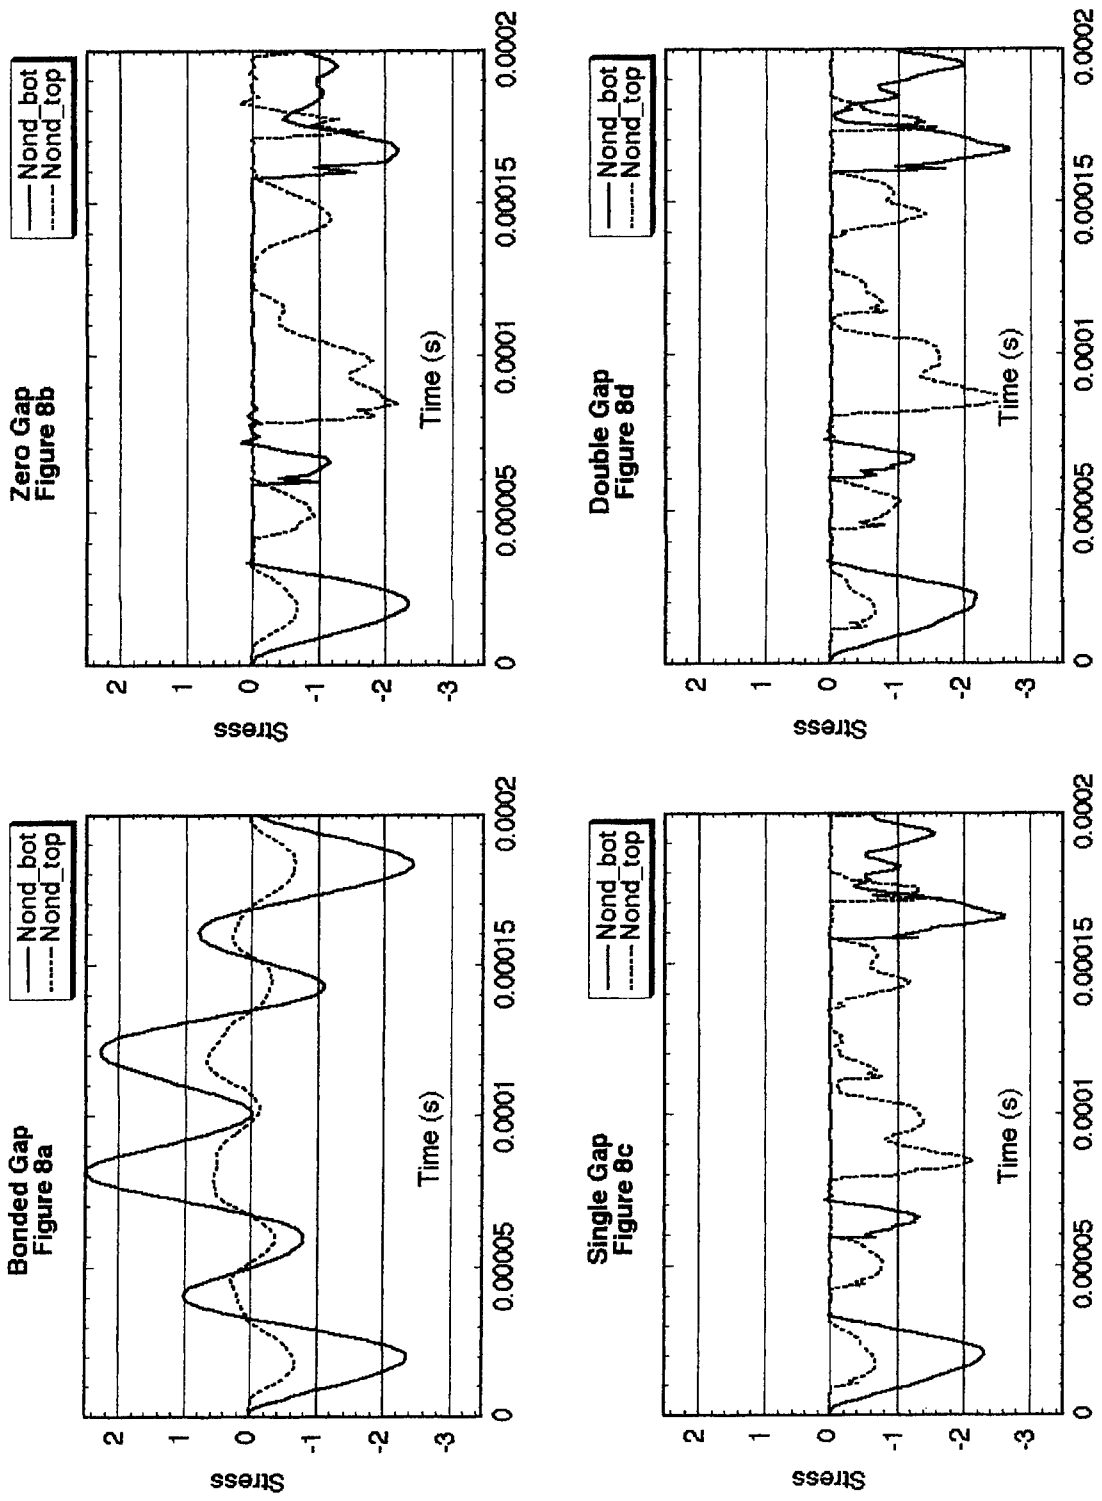 Bonded Gap
Figure 8a
Nond_bot
Nond_top
Stress
2
1
0
-1
-2
-3
0
0.00005
0.0001
0.00015
0.0002
Time (s)
Zero Gap
Figure 8b
Nond_bot
Nond_top
Stress
2
1
0
-1
-2
-3
0
0.00005
0.0001
0.00015
0.0002
Time (s)
Single Gap
Figure 8c
Nond_bot
Nond_top
Stress
2
1
0
-1
-2
-3
0
0.00005
0.0001
0.00015
0.0002
Time (s)
Double Gap
Figure 8d
Nond_bot
Nond_top
Stress
2
1
0
-1
-2
-3
0
0.00005
0.0001
0.00015
0.0002
Time (s)